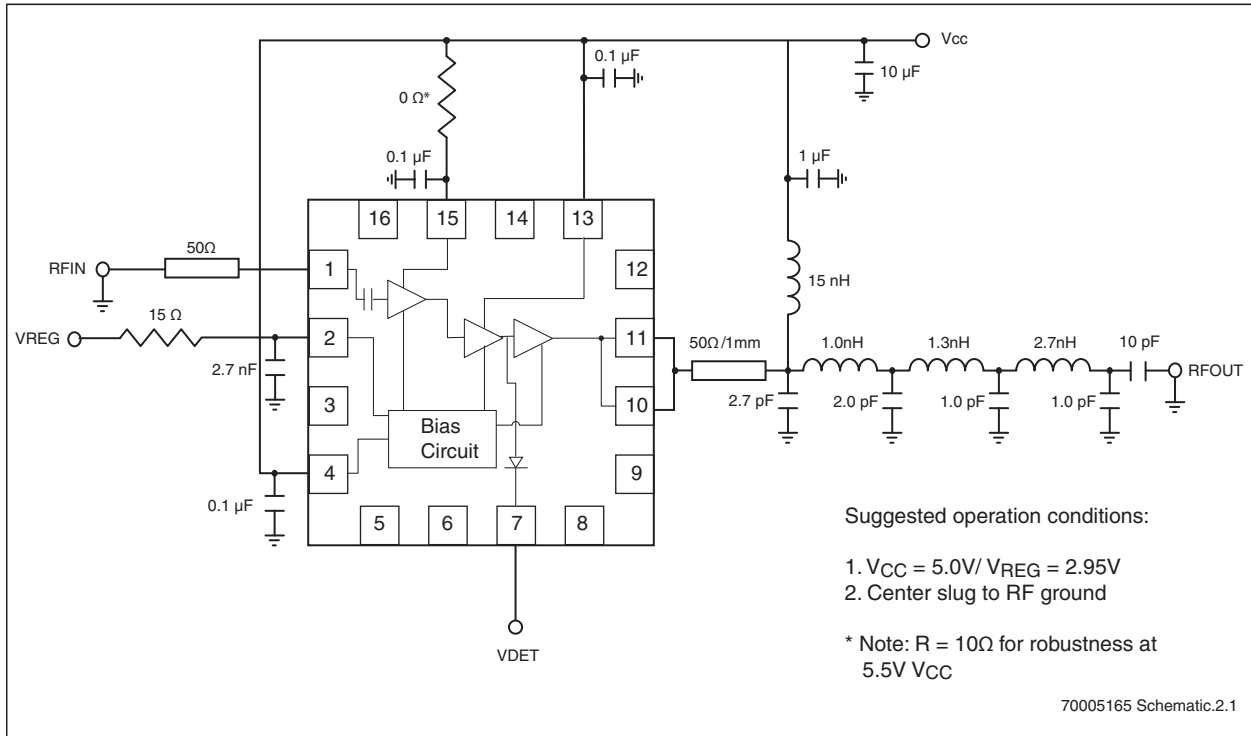 Vcc
0.1 µF
10 µF
0 Ω*
0.1 µF
1 µF
16
15
14
13
50Ω
RFIN
1
12
15 nH
VREG
15 Ω
2
11
50Ω/1mm
1.0nH
1.3nH
2.7nH
10 pF
RFOUT
2.7 nF
3
10
2.7 pF
2.0 pF
1.0 pF
1.0 pF
Bias
Circuit
4
9
0.1 µF
5
6
7
8
VDET
Suggested operation conditions:
1. VCC = 5.0V/ VREG = 2.95V
2. Center slug to RF ground
* Note: R = 10Ω for robustness at
5.5V VCC
70005165 Schematic.2.1